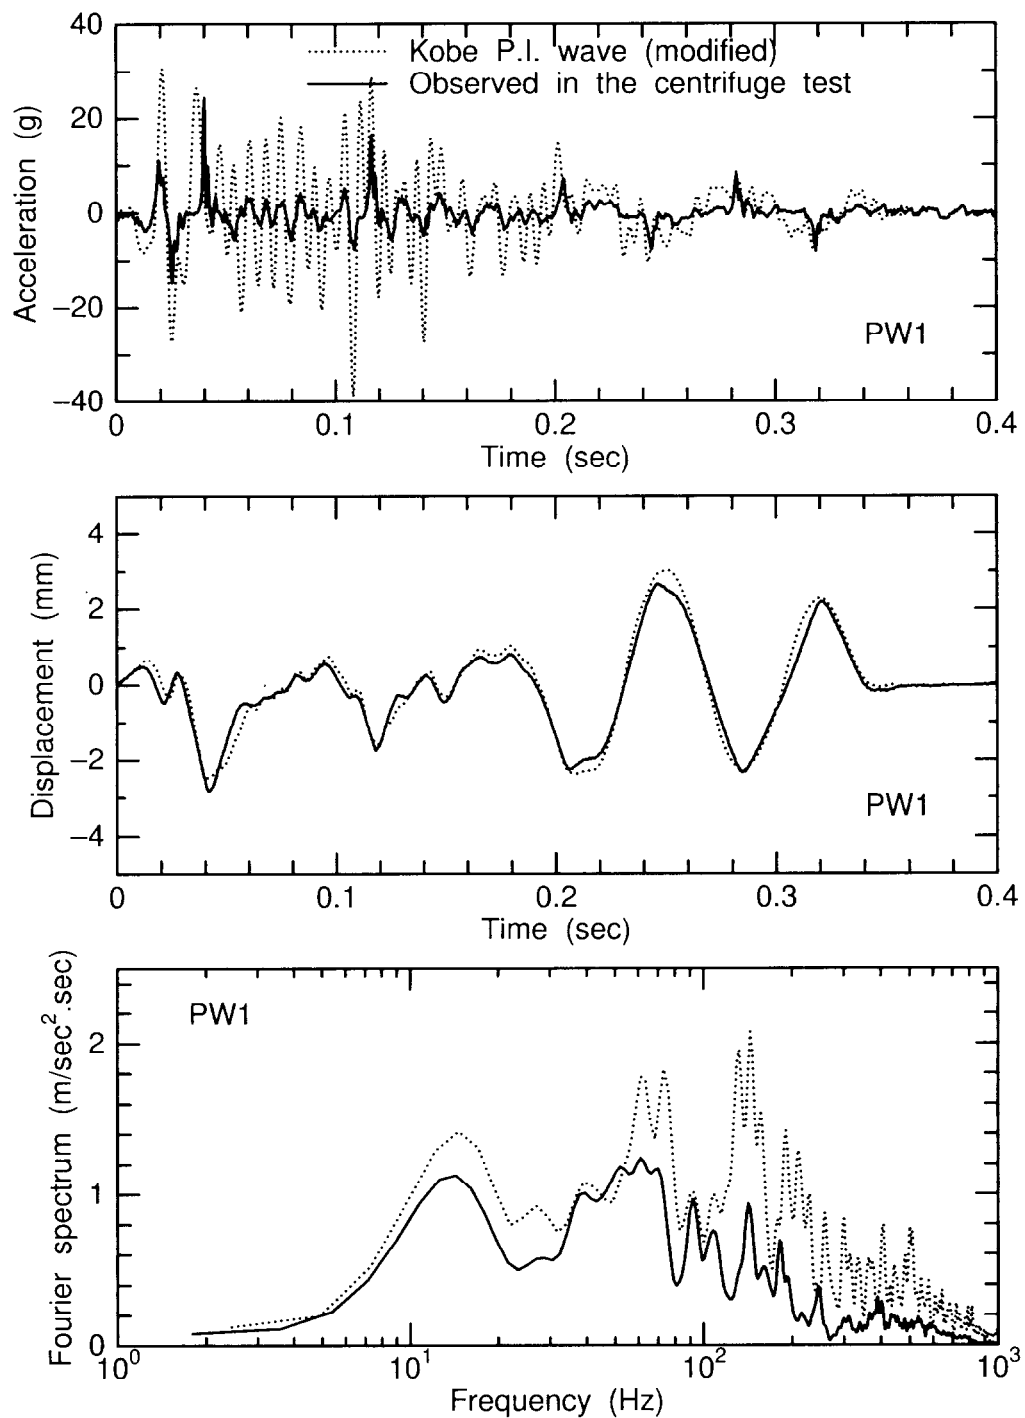 40
20
0
−20
−40
Acceleration (g)
Kobe P.I. wave (modified)
Observed in the centrifuge test
PW1
0 0.1 0.2 0.3 0.4
Time (sec)
4
2
0
−2
−4
Displacement (mm)
PW1
0 0.1 0.2 0.3 0.4
Time (sec)
2
1
0
Fourier spectrum (m/sec².sec)
PW1
10⁰ 10¹ 10² 10³
Frequency (Hz)